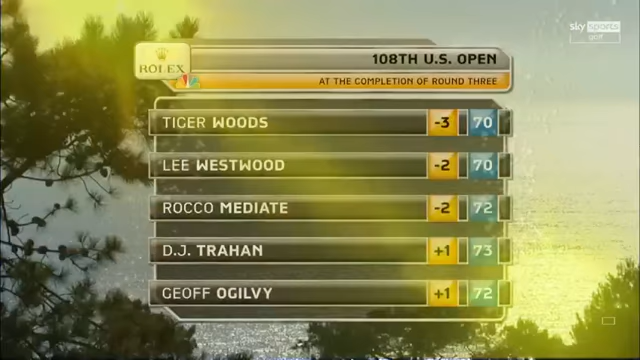 sky sports
golf
ROLEX
108TH U.S. OPEN
AT THE COMPLETION OF ROUND THREE
TIGER WOODS -3 70
LEE WESTWOOD -2 70
ROCCO MEDIATE -2 72
D.J. TRAHAN +1 73
GEOFF OGILVY +1 72